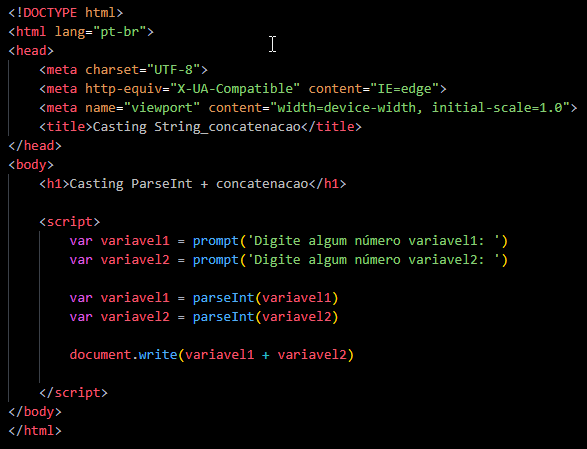 <!DOCTYPE html>
<html lang="pt-br">
<head>
    <meta charset="UTF-8">
    <meta http-equiv="X-UA-Compatible" content="IE=edge">
    <meta name="viewport" content="width=device-width, initial-scale=1.0">
    <title>Casting String_concatenacao</title>
</head>
<body>
    <h1>Casting ParseInt + concatenacao</h1>

    <script>
        var variavel1 = prompt('Digite algum número variavel1: ')
        var variavel2 = prompt('Digite algum número variavel2: ')

        var variavel1 = parseInt(variavel1)
        var variavel2 = parseInt(variavel2)

        document.write(variavel1 + variavel2)

    </script>
</body>
</html>